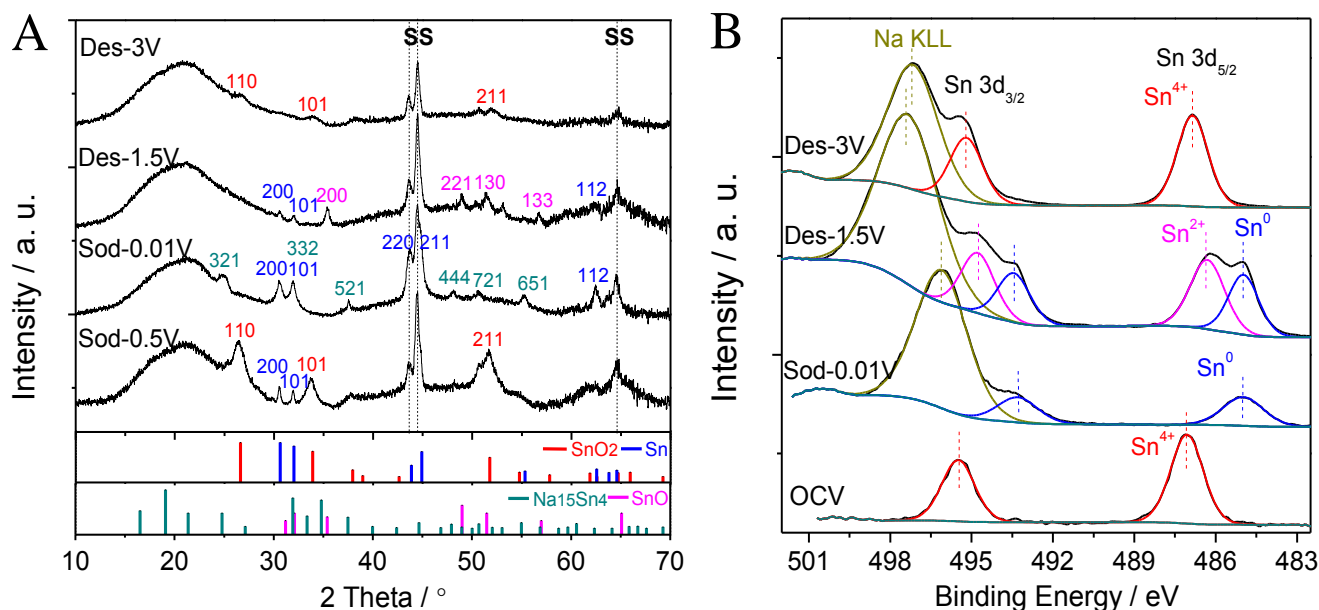 A
SS
SS
Des-3V
110
101
211
Des-1.5V
200
101
200
221
130
133
112
Sod-0.01V
321
200
101
332
521
220
211
444
721
651
112
Sod-0.5V
110
200
101
101
211
SnO2
Sn
Na15Sn4
SnO
10
20
30
40
50
60
70
2 Theta / °
Intensity / a. u.
B
Na KLL
Sn 3d3/2
Sn 3d5/2
Sn4+
Des-3V
Sn2+
Sn0
Des-1.5V
Sn0
Sod-0.01V
Sn4+
OCV
501
498
495
492
489
486
483
Binding Energy / eV
Intensity / a. u.